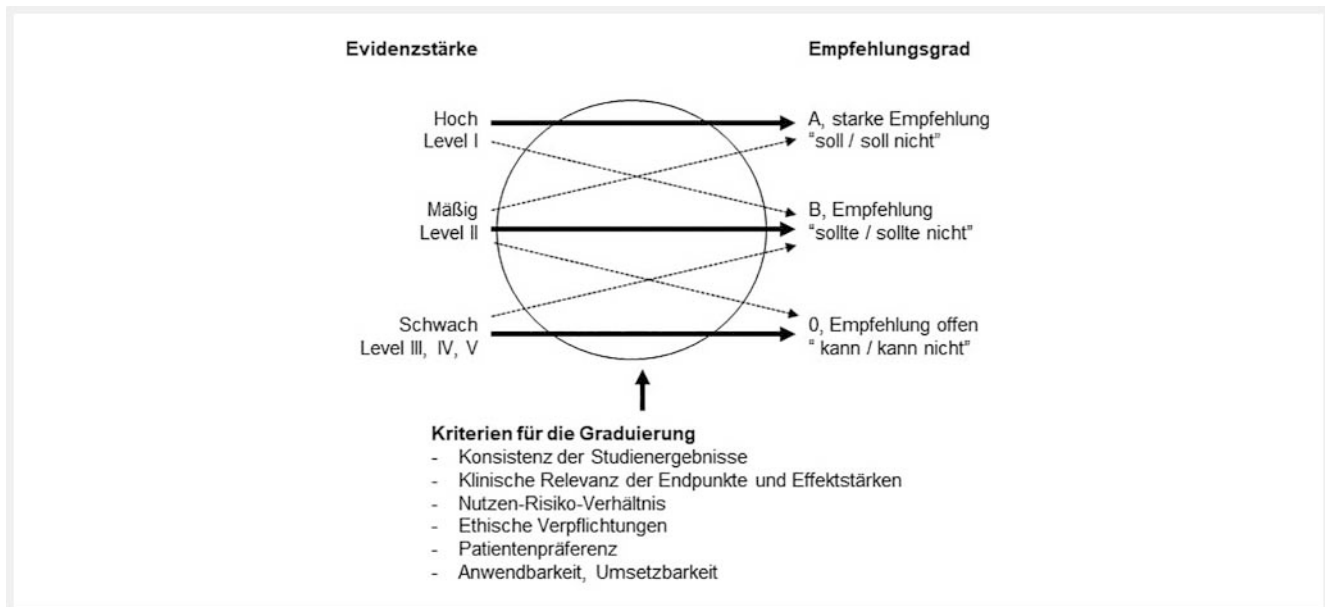 Evidenzstärke
Empfehlungsgrad
Hoch
Level I
A, starke Empfehlung
“soll / soll nicht”
Mäßig
Level II
B, Empfehlung
“sollte / sollte nicht”
Schwach
Level III, IV, V
0, Empfehlung offen
“ kann / kann nicht”
Kriterien für die Graduierung
- Konsistenz der Studienergebnisse
- Klinische Relevanz der Endpunkte und Effektstärken
- Nutzen-Risiko-Verhältnis
- Ethische Verpflichtungen
- Patientenpräferenz
- Anwendbarkeit, Umsetzbarkeit